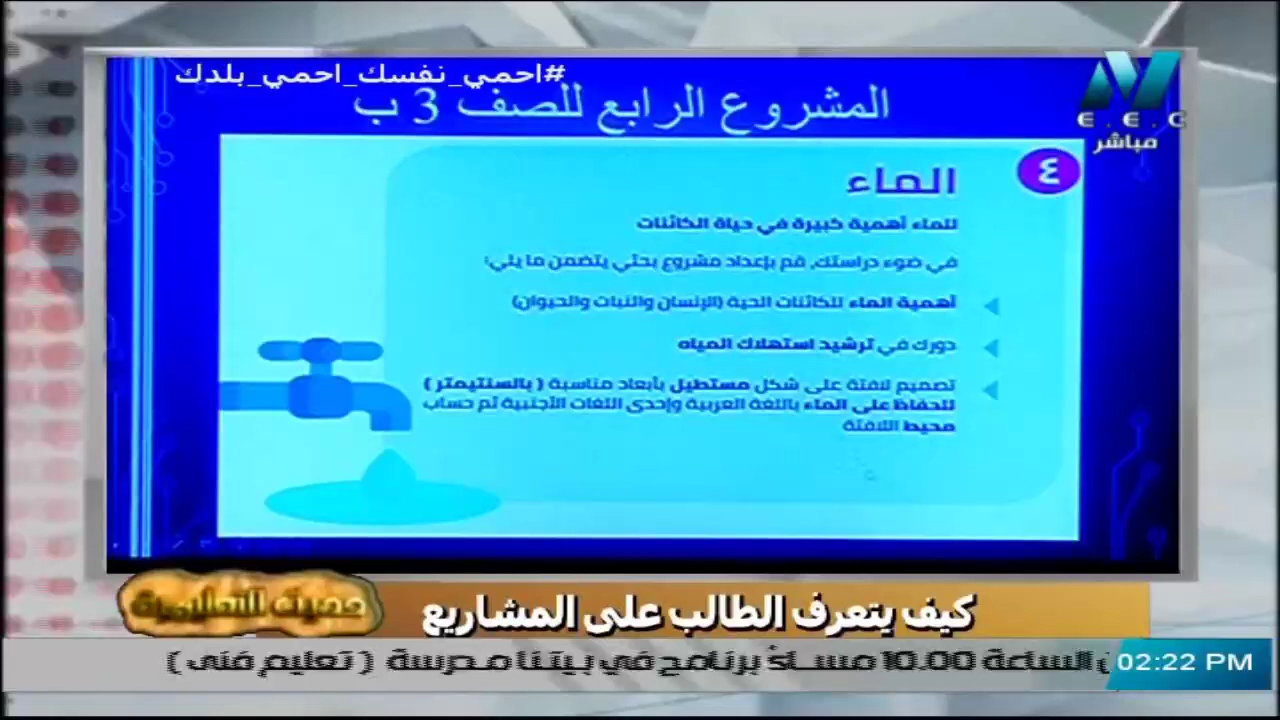 #احمي_نفسك_احمي_بلدك
E.E.C
مباشر
المشروع الرابع للصف 3 ب
٤
الماء
للماء أهمية كبيرة في حياة الكائنات
في ضوء دراستك، قم بإعداد مشروع بحثي يتضمن ما يلي:
أهمية الماء للكائنات الحية (الإنسان والنبات والحيوان)
دورك في ترشيد استهلاك المياه
تصميم لافتة على شكل مستطيل بأبعاد مناسبة ( بالسنتيمتر )
للحفاظ على الماء باللغة العربية وإحدى اللغات الأجنبية ثم حساب
محيط اللافتة
كيف يتعرف الطالب على المشاريع
التعليمية
الساعة 10.00 مساءً برنامج في بيتنا مدرسة ( تعليم فنى )
02:22 PM